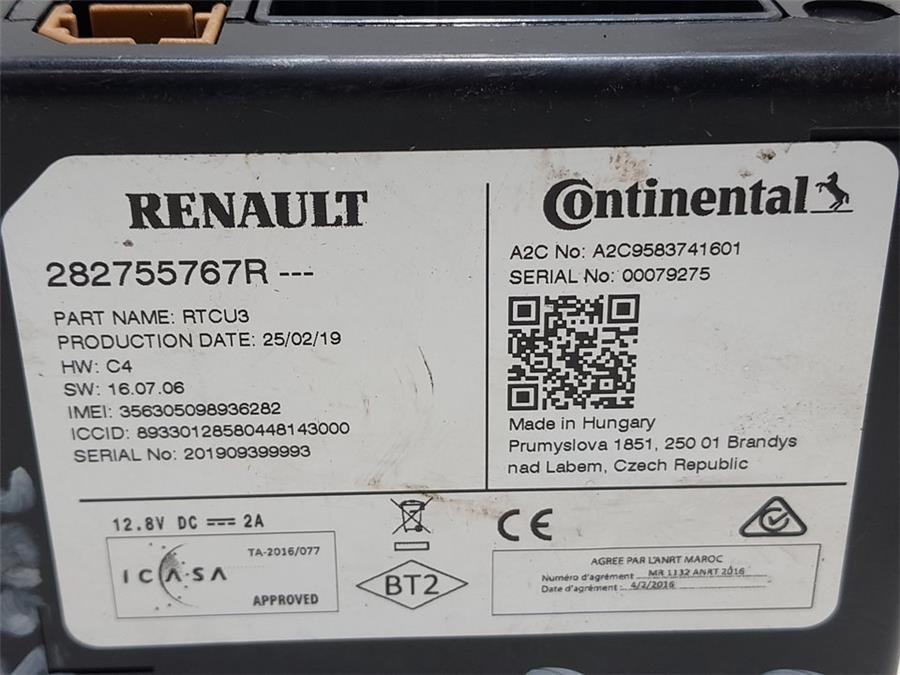 RENAULT
282755767R ---
PART NAME: RTCU3
PRODUCTION DATE: 25/02/19
HW: C4
SW: 16.07.06
IMEI: 356305098936282
ICCID: 89330128580448143000
SERIAL No: 201909399993
Continental
A2C No: A2C9583741601
SERIAL No: 00079275
Made in Hungary
Prumyslova 1851, 250 01 Brandys
nad Labem, Czech Republic
12.8V DC 2A
TA-2016/077
ICASA
APPROVED
BT2
CE
AGREE PAR L'ANRT MAROC
Numéro d'agrément MR 1132 ANRT 2016
Date d'agrément: 4/2/2016